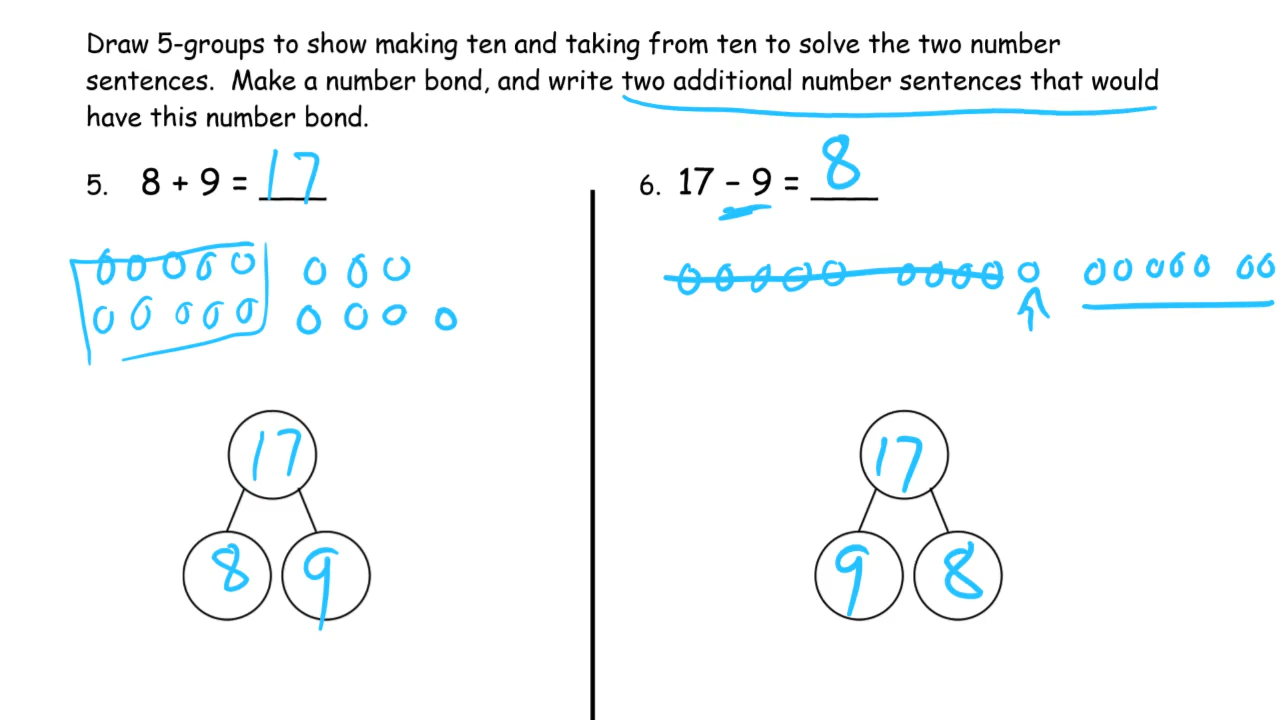 Draw 5-groups to show making ten and taking from ten to solve the two number
sentences. Make a number bond, and write two additional number sentences that would
have this number bond.
5. 8 + 9 = 17
17
8 9
6. 17 - 9 = 8
17
9 8